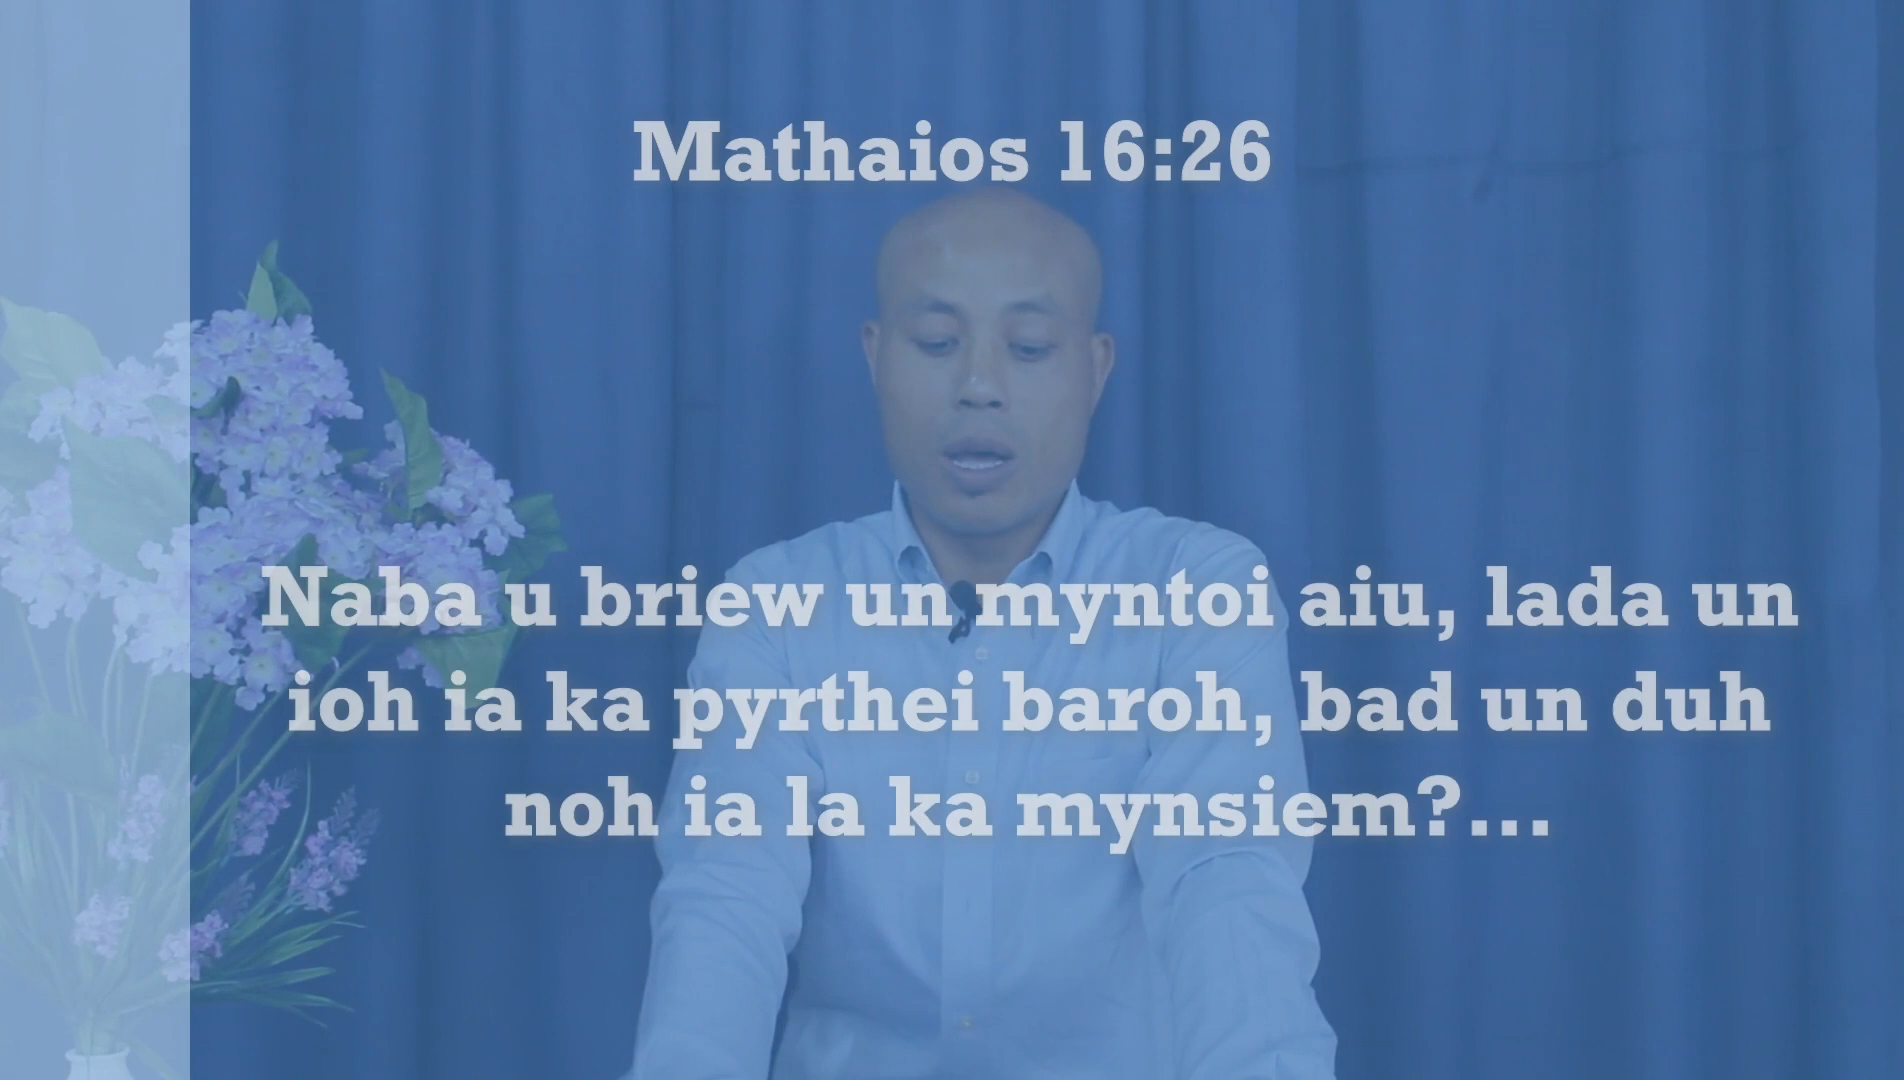 Mathaios 16:26
Naba u briew un myntoi aiu, lada un
ioh ia ka pyrthei baroh, bad un duh
noh ia la ka mynsiem?...